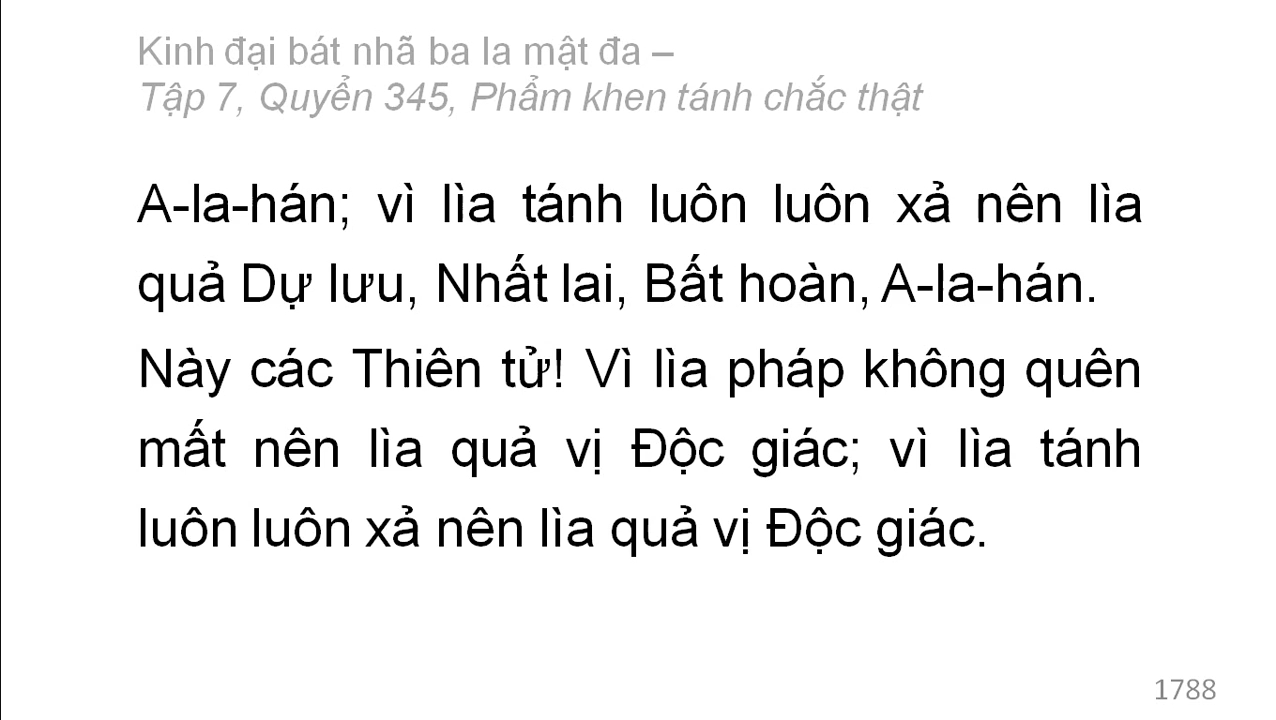 Kinh đại bát nhã ba la mật đa –
Tập 7, Quyển 345, Phẩm khen tánh chắc thật
A-la-hán; vì lìa tánh luôn luôn xả nên lìa
quả Dự lưu, Nhất lai, Bất hoàn, A-la-hán.
Này các Thiên tử! Vì lìa pháp không quên
mất nên lìa quả vị Độc giác; vì lìa tánh
luôn luôn xả nên lìa quả vị Độc giác.
1788